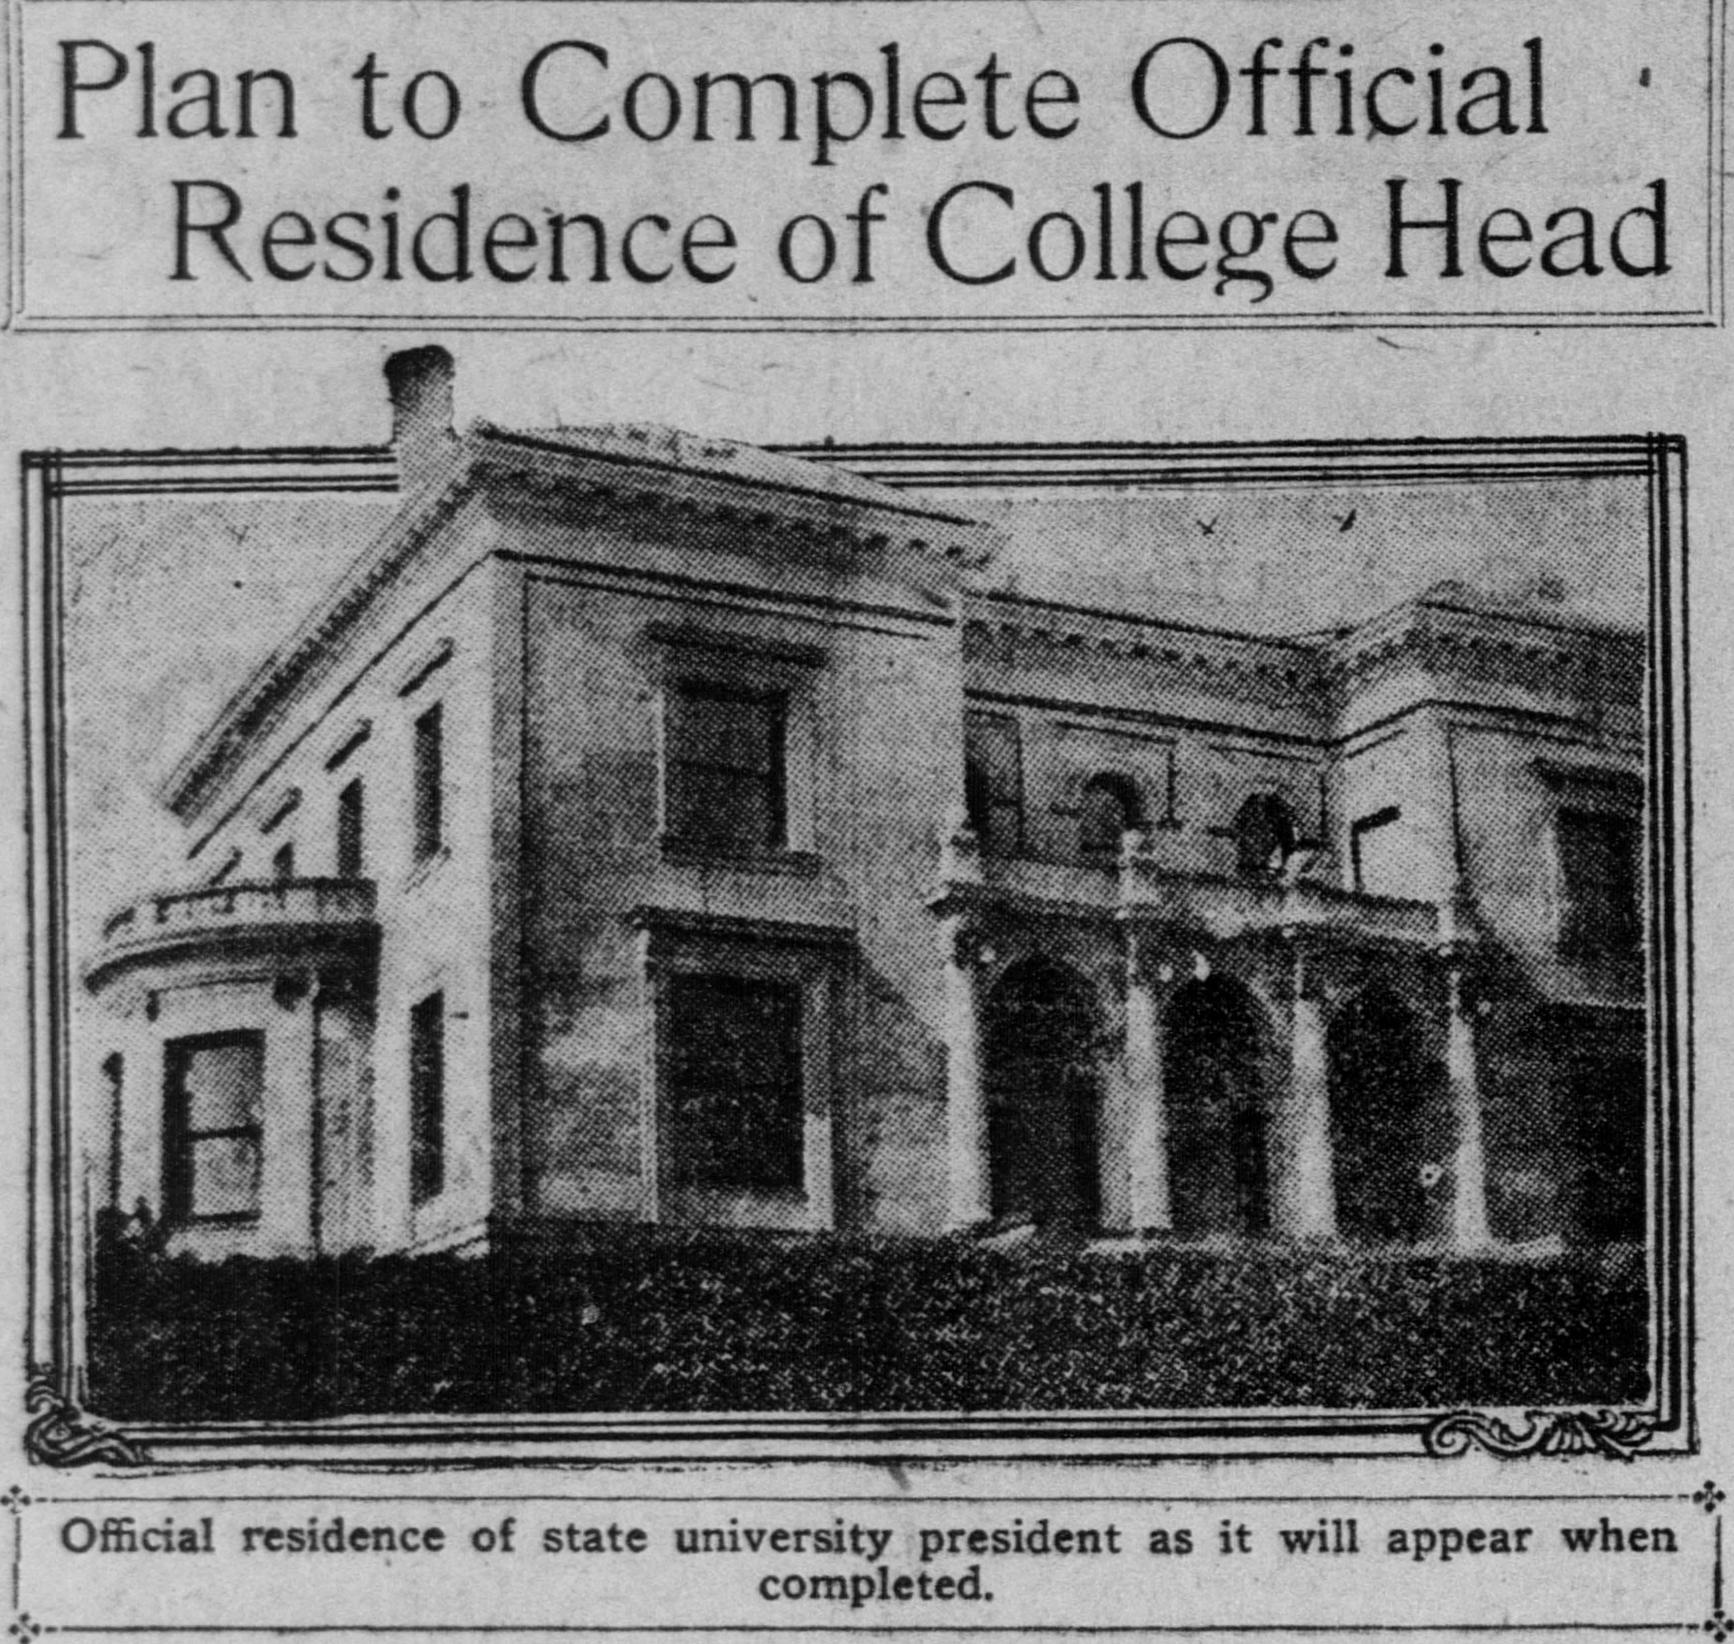 Plan to Complete Official
Residence of College Head
Official residence of state university president as it will appear when
completed.